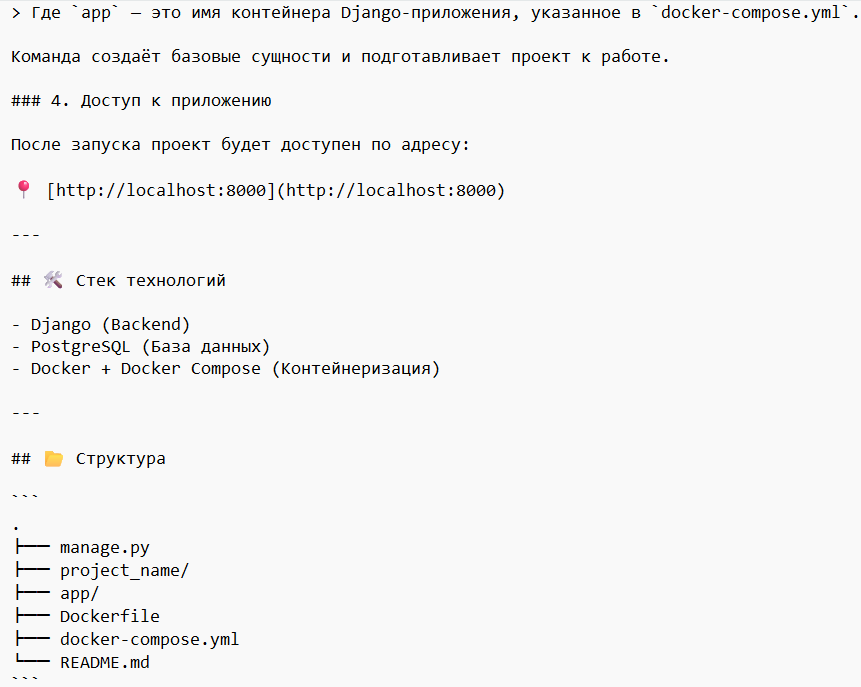 > Где `app` — это имя контейнера Django-приложения, указанное в `docker-compose.yml`.
Команда создаёт базовые сущности и подготавливает проект к работе.
### 4. Доступ к приложению
После запуска проект будет доступен по адресу:
📍 [http://localhost:8000](http://localhost:8000)
---
## 🛠️ Стек технологий
- Django (Backend)
- PostgreSQL (База данных)
- Docker + Docker Compose (Контейнеризация)
---
## 📂 Структура
```
.
├── manage.py
├── project_name/
├── app/
├── Dockerfile
├── docker-compose.yml
└── README.md
```